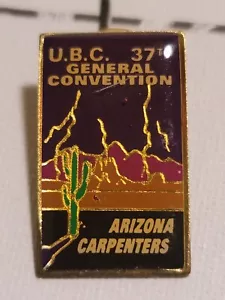 U.B.C. 37TH
GENERAL
CONVENTION
ARIZONA
CARPENTERS